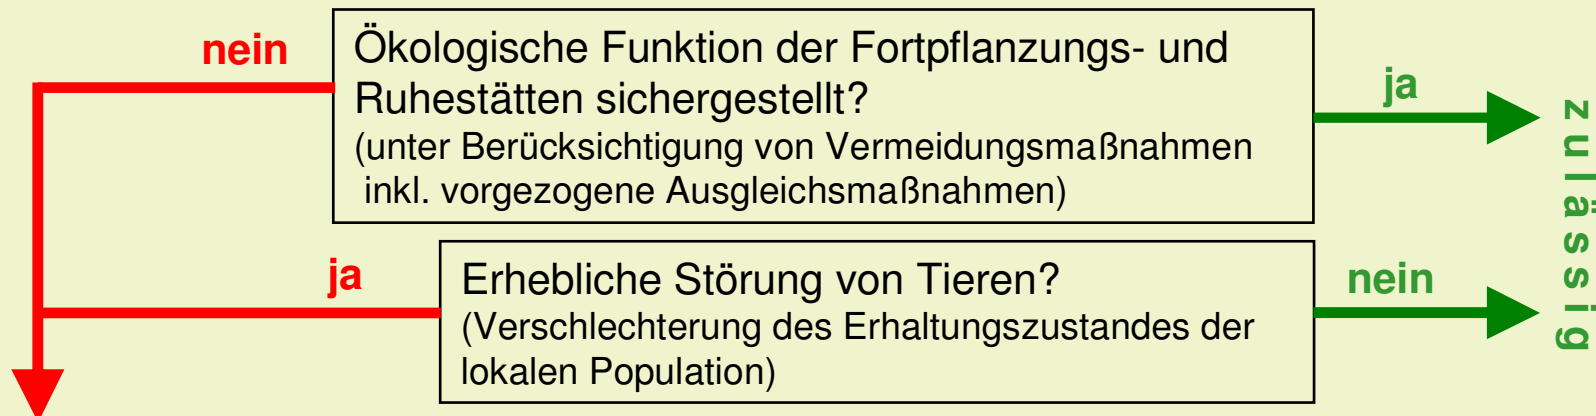 nein
Ökologische Funktion der Fortpflanzungs- und
Ruhestätten sichergestellt?
(unter Berücksichtigung von Vermeidungsmaßnahmen
inkl. vorgezogene Ausgleichsmaßnahmen)
ja
ja
Erhebliche Störung von Tieren?
(Verschlechterung des Erhaltungszustandes der
lokalen Population)
nein
zulässig